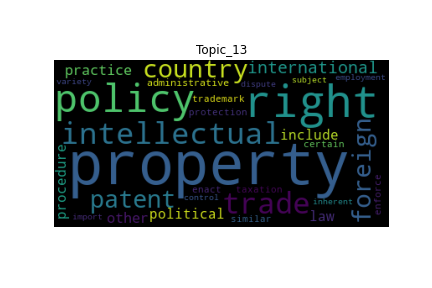 Topic_13
practice country international
variety administrative subject employment
policy trademark dispute right
protection
intellectual include
certain
property
procedure patent enact taxation trade foreign
control inherent enforce
import other political similar law